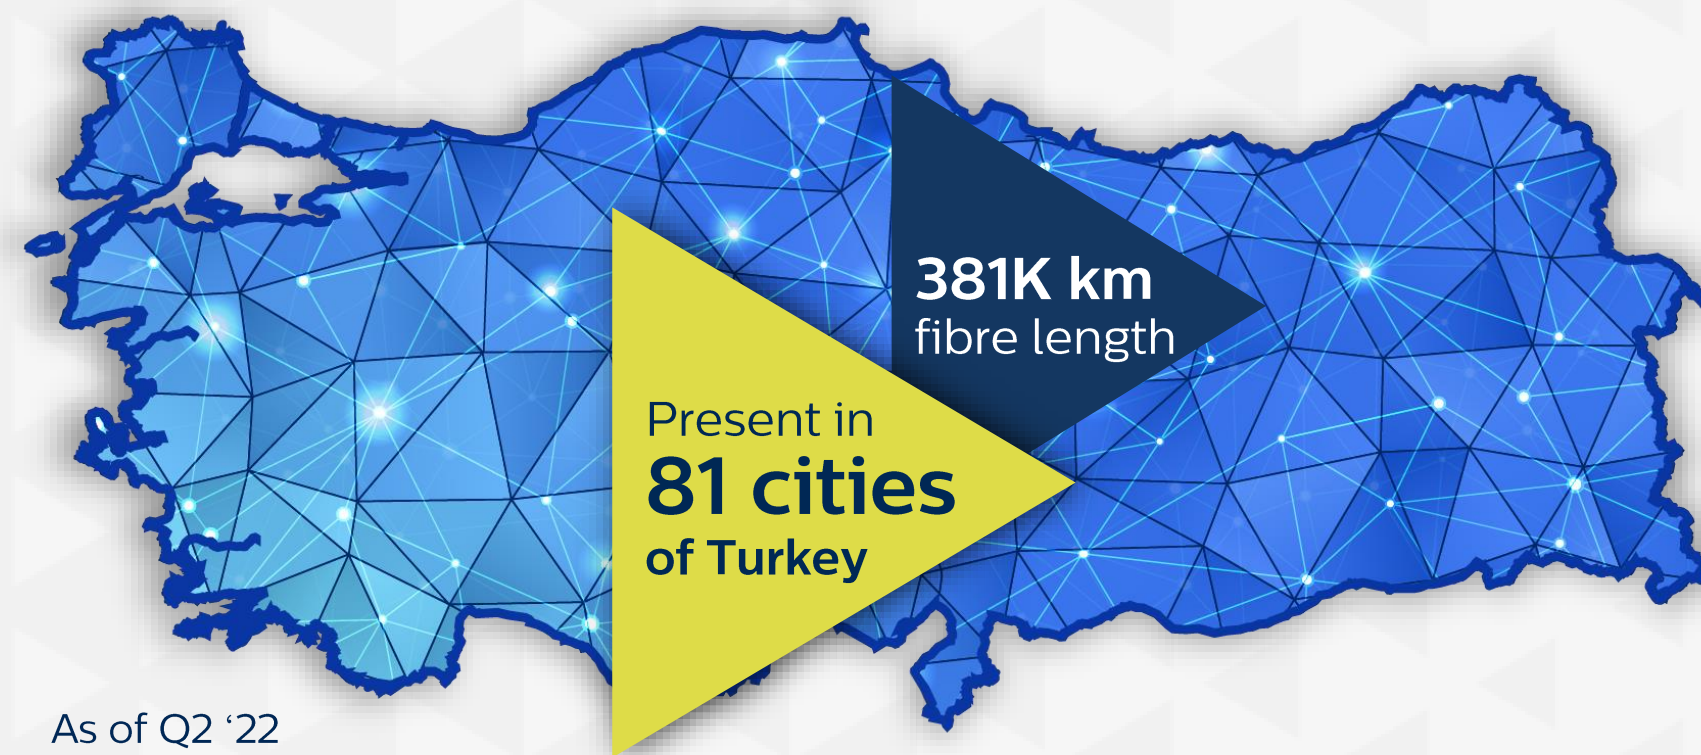 381K km
fibre length
Present in
81 cities
of Turkey
As of Q2 ‘22